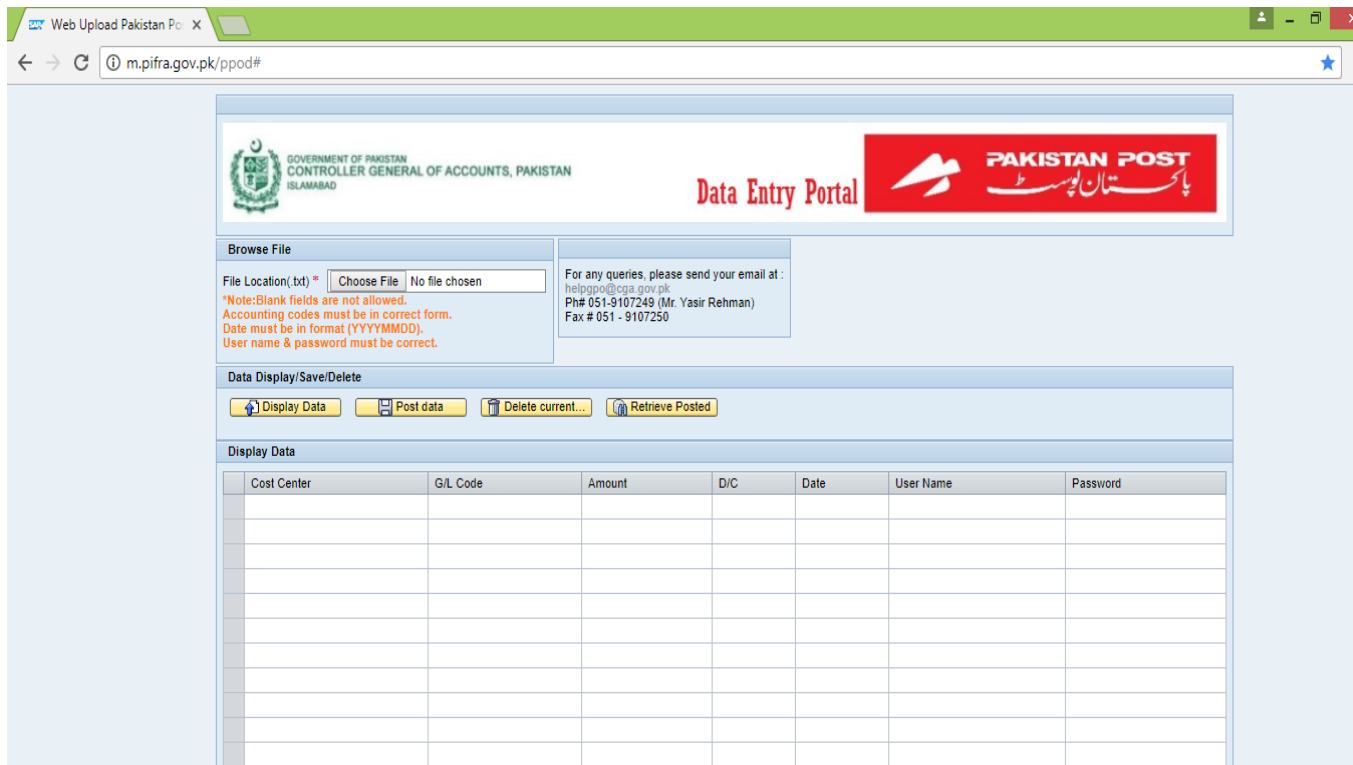 Web Upload Pakistan Po
m.pifra.gov.pk/ppod#
GOVERNMENT OF PAKISTAN
CONTROLLER GENERAL OF ACCOUNTS, PAKISTAN
ISLAMABAD
Data Entry Portal
PAKISTAN POST
پاکستان پوسٹ
Browse File
File Location(.txt) * Choose File No file chosen
*Note:Blank fields are not allowed.
Accounting codes must be in correct form.
Date must be in format (YYYYMMDD).
User name & password must be correct.
For any queries, please send your email at :
helpgpo@cga.gov.pk
Ph# 051-9107249 (Mr. Yasir Rehman)
Fax # 051 - 9107250
Data Display/Save/Delete
Display Data Post data Delete current... Retrieve Posted
Display Data
Cost Center G/L Code Amount D/C Date User Name Password